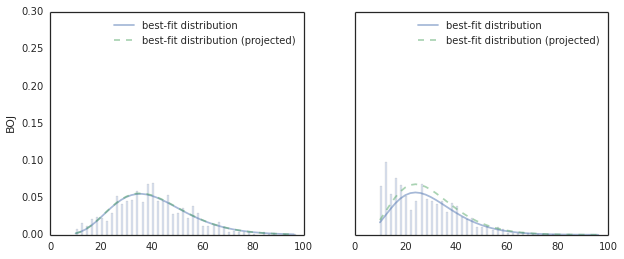 0.30
0.25
0.20
0.15
0.10
0.05
0.00
BOJ
best-fit distribution
best-fit distribution (projected)
0 20 40 60 80 100
best-fit distribution
best-fit distribution (projected)
0 20 40 60 80 100